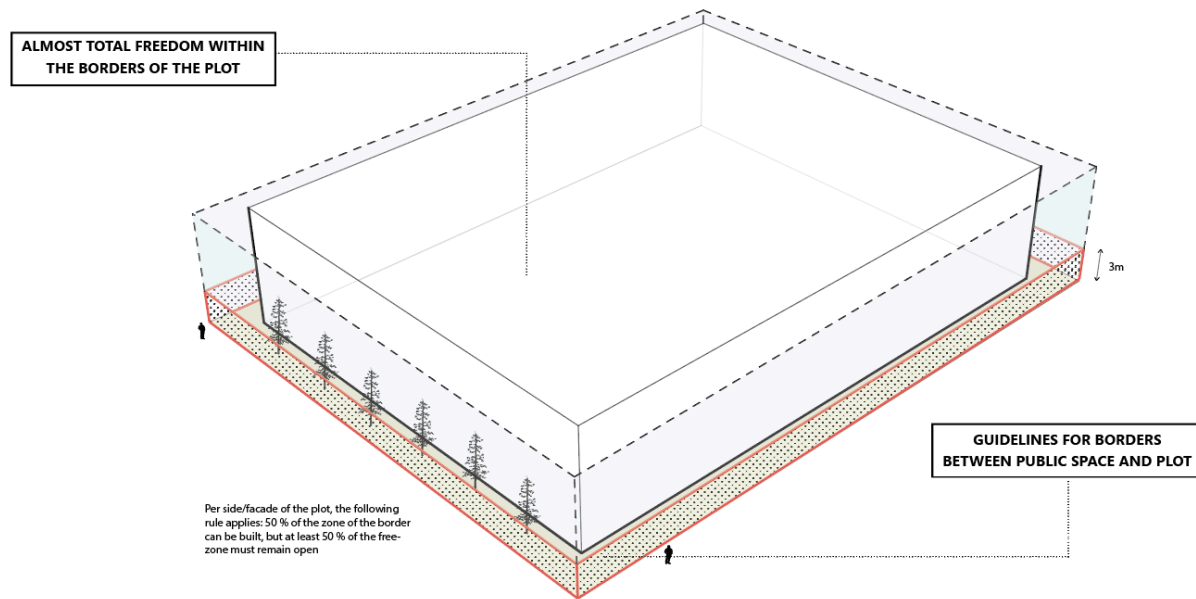 ALMOST TOTAL FREEDOM WITHIN
THE BORDERS OF THE PLOT
3m
GUIDELINES FOR BORDERS
BETWEEN PUBLIC SPACE AND PLOT
Per side/facade of the plot, the following
rule applies: 50 % of the zone of the border
can be built, but at least 50 % of the free-
zone must remain open